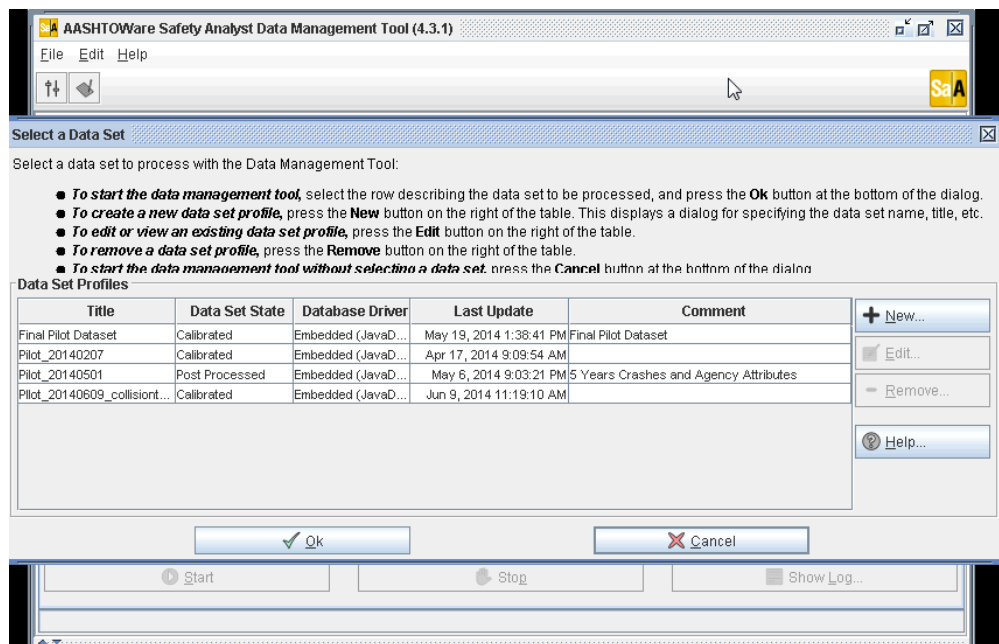 SaA AASHTOWare Safety Analyst Data Management Tool (4.3.1)
File Edit Help
SaA
Select a Data Set
Select a data set to process with the Data Management Tool:
To start the data management tool, select the row describing the data set to be processed, and press the Ok button at the bottom of the dialog.
To create a new data set profile, press the New button on the right of the table. This displays a dialog for specifying the data set name, title, etc.
To edit or view an existing data set profile, press the Edit button on the right of the table.
To remove a data set profile, press the Remove button on the right of the table.
To start the data management tool without selecting a data set, press the Cancel button at the bottom of the dialog
Data Set Profiles
Title Data Set State Database Driver Last Update Comment
Final Pilot Dataset Calibrated Embedded (JavaD... May 19, 2014 1:38:41 PM Final Pilot Dataset
Pilot_20140207 Calibrated Embedded (JavaD... Apr 17, 2014 9:09:54 AM
Pilot_20140501 Post Processed Embedded (JavaD... May 6, 2014 9:03:21 PM 5 Years Crashes and Agency Attributes
PIlot_20140609_collisiont... Calibrated Embedded (JavaD... Jun 9, 2014 11:19:10 AM
New...
Edit...
Remove...
Help...
Ok Cancel
Start Stop Show Log...